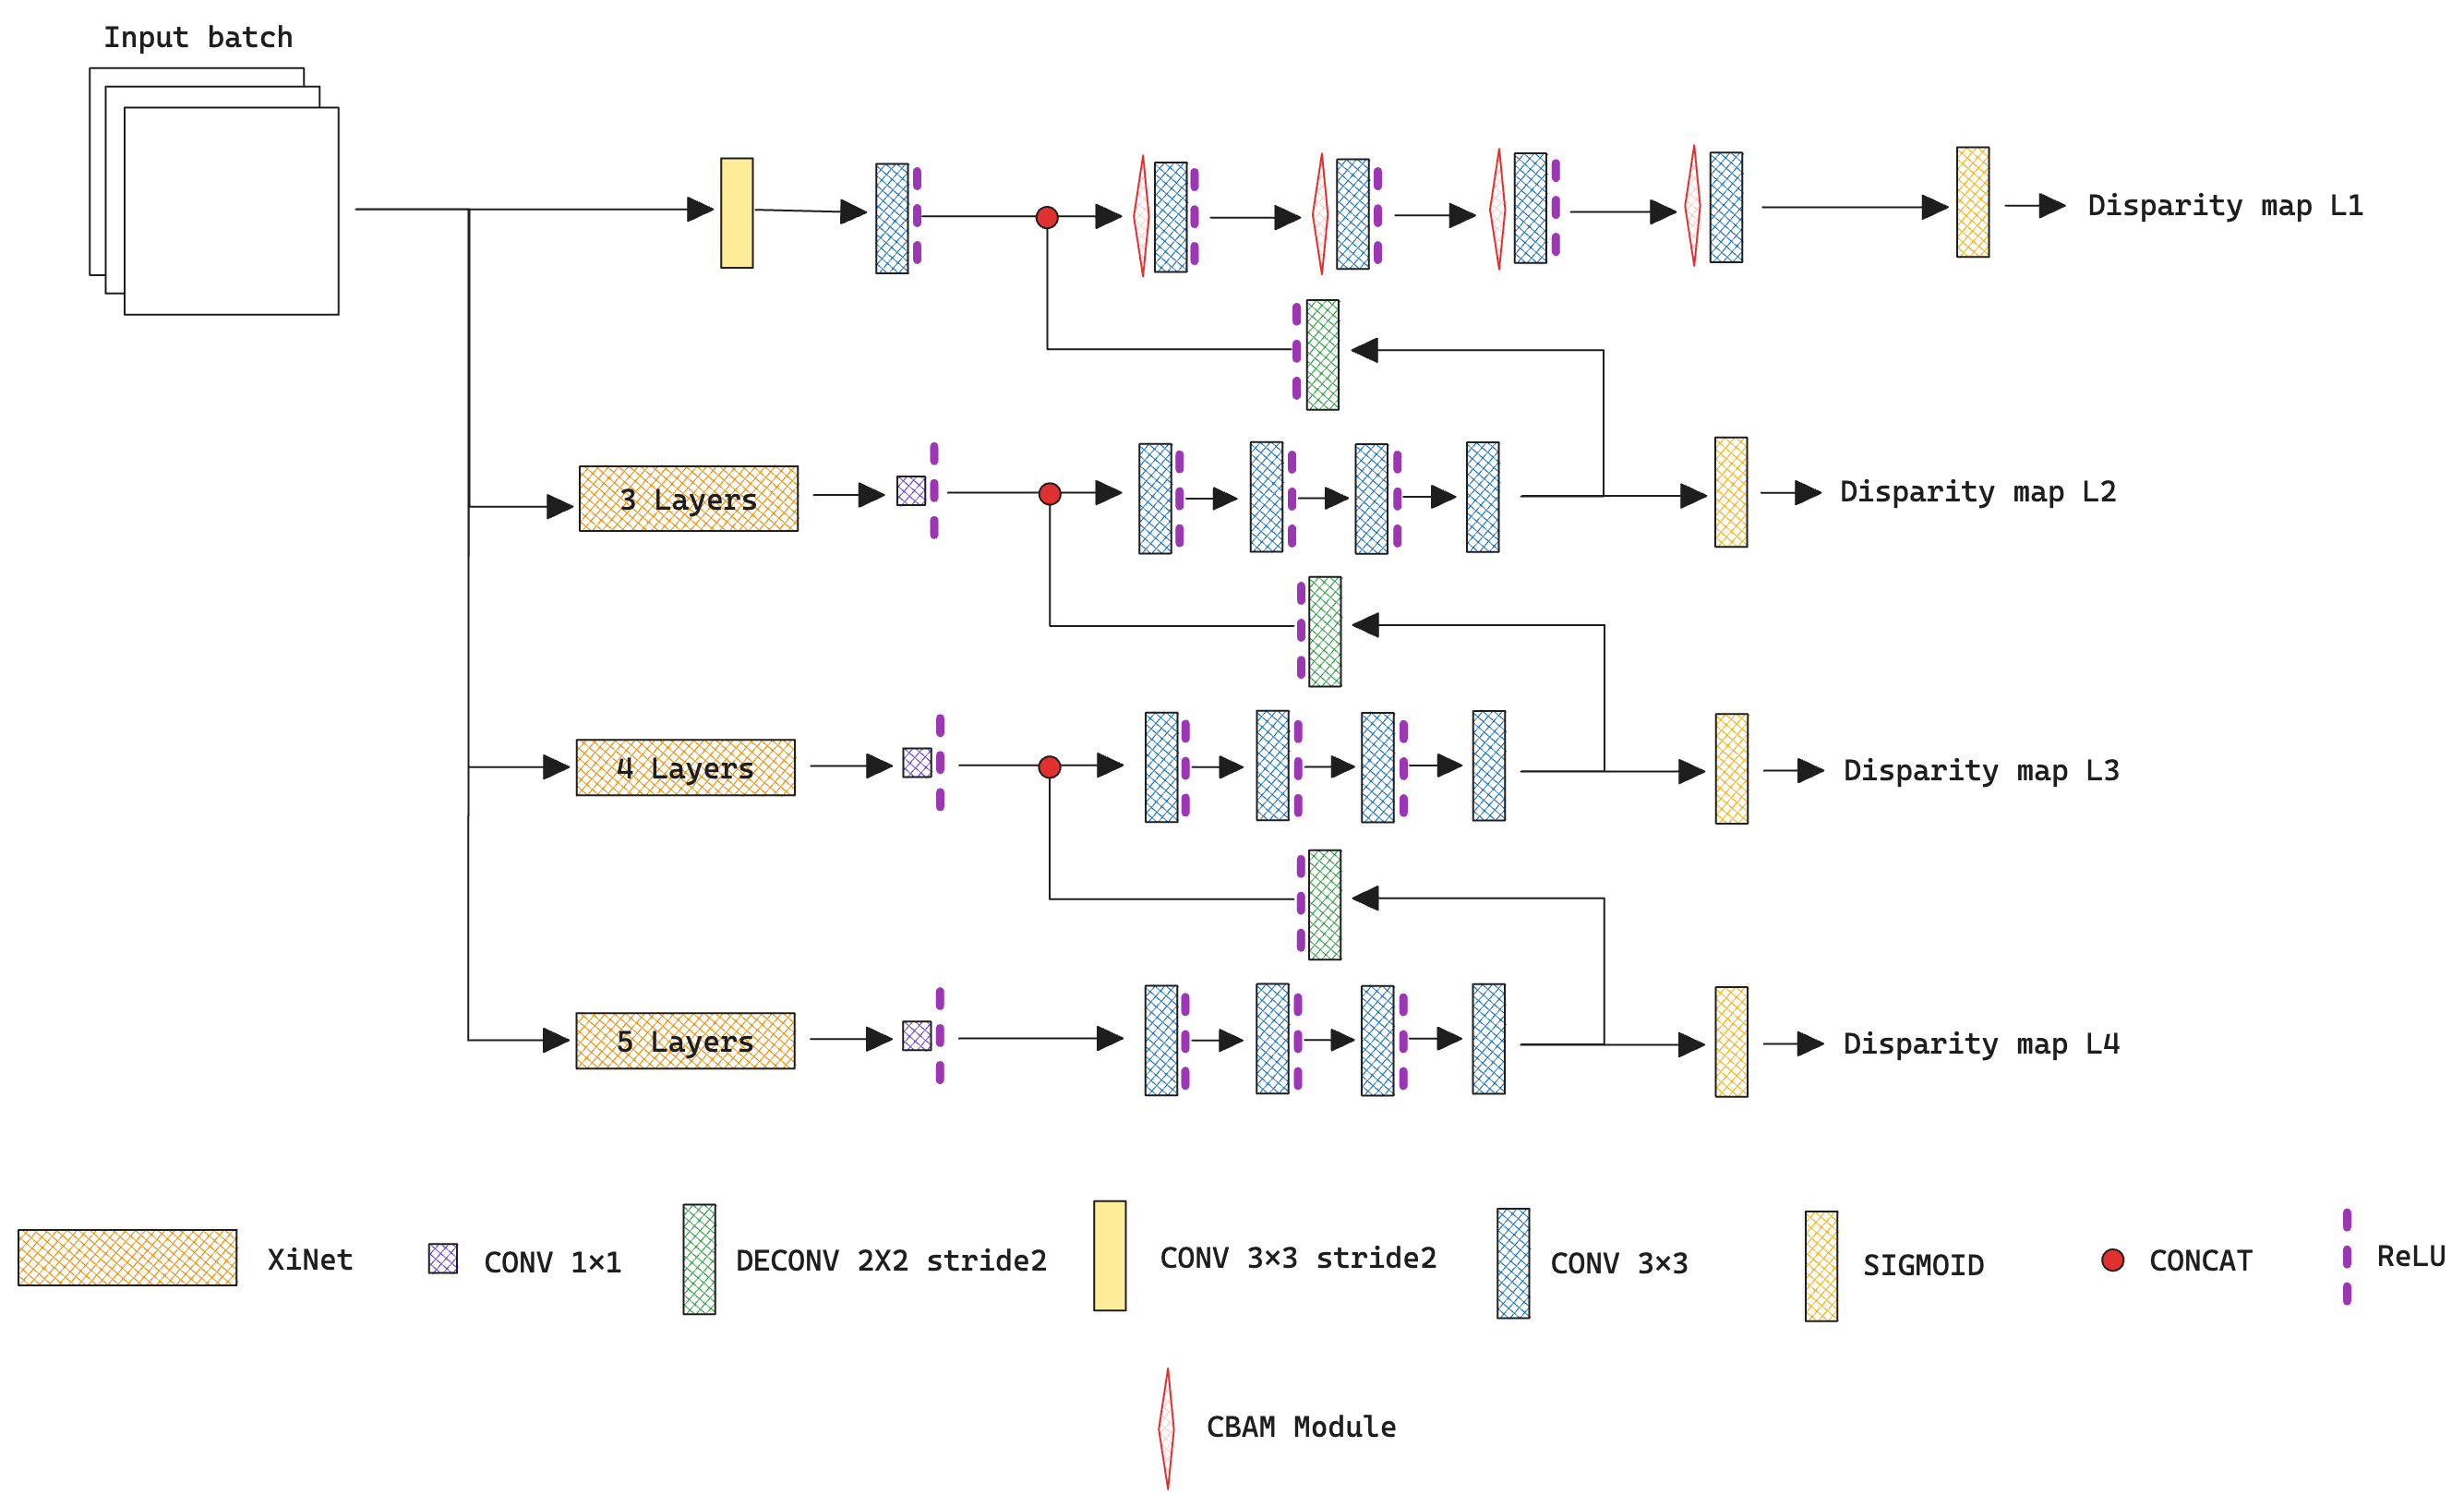 Input batch
Disparity map L1
3 Layers
Disparity map L2
4 Layers
Disparity map L3
5 Layers
Disparity map L4
XiNet
CONV 1×1
DECONV 2X2 stride2
CONV 3×3 stride2
CONV 3×3
SIGMOID
CONCAT
ReLU
CBAM Module